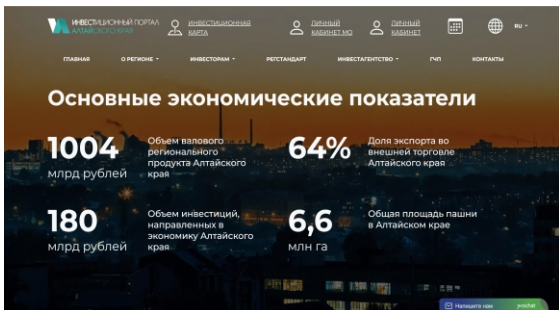 ИНВЕСТИЦИОННЫЙ ПОРТАЛ
АЛТАЙСКОГО КРАЯ
ИНВЕСТИЦИОННАЯ
КАРТА
ЛИЧНЫЙ
КАБИНЕТ МО
ЛИЧНЫЙ
КАБИНЕТ
RU
ГЛАВНАЯ О РЕГИОНЕ ИНВЕСТОРАМ РЕГСТАНДАРТ ИНВЕСТАГЕНТСТВО ГЧП КОНТАКТЫ
Основные экономические показатели
1004
млрд рублей
Объем валового
регионального
продукта Алтайского
края
64%
Доля экспорта во
внешней торговле
Алтайского края
180
млрд рублей
Объем инвестиций,
направленных в
экономику Алтайского
края
6,6
млн га
Общая площадь пашни
в Алтайском крае
Напишите нам